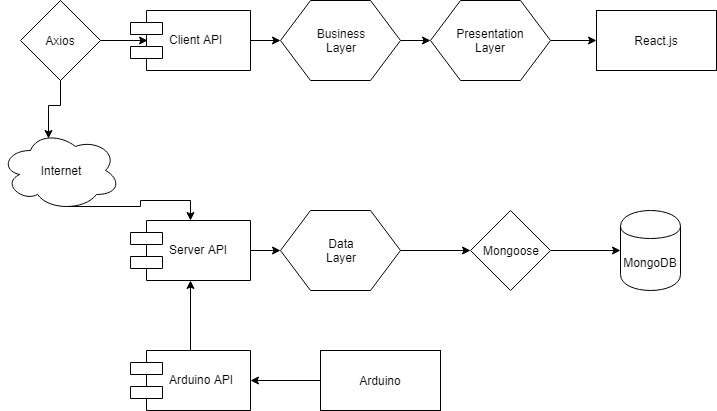 Axios
Client API
Business
Layer
Presentation
Layer
React.js
Internet
Server API
Data
Layer
Mongoose
MongoDB
Arduino API
Arduino